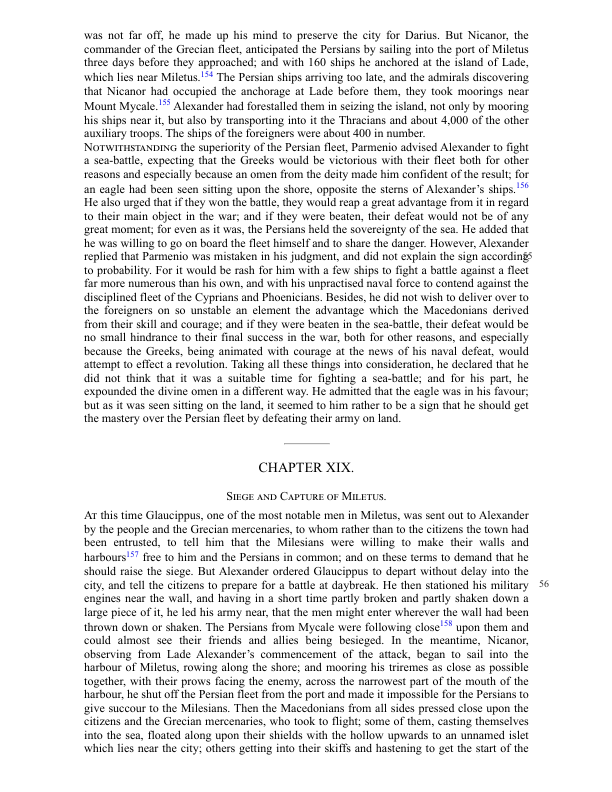 was not far off, he made up his mind to preserve the city for Darius. But Nicanor, the
commander of the Grecian fleet, anticipated the Persians by sailing into the port of Miletus
three days before they approached; and with 160 ships he anchored at the island of Lade,
which lies near Miletus.154 The Persian ships arriving too late, and the admirals discovering
that Nicanor had occupied the anchorage at Lade before them, they took moorings near
Mount Mycale.155 Alexander had forestalled them in seizing the island, not only by mooring
his ships near it, but also by transporting into it the Thracians and about 4,000 of the other
auxiliary troops. The ships of the foreigners were about 400 in number.
NOTWITHSTANDING the superiority of the Persian fleet, Parmenio advised Alexander to fight
a sea-battle, expecting that the Greeks would be victorious with their fleet both for other
reasons and especially because an omen from the deity made him confident of the result; for
an eagle had been seen sitting upon the shore, opposite the sterns of Alexander’s ships.156
He also urged that if they won the battle, they would reap a great advantage from it in regard
to their main object in the war; and if they were beaten, their defeat would not be of any
great moment; for even as it was, the Persians held the sovereignty of the sea. He added that
he was willing to go on board the fleet himself and to share the danger. However, Alexander
replied that Parmenio was mistaken in his judgment, and did not explain the sign according 55
to probability. For it would be rash for him with a few ships to fight a battle against a fleet
far more numerous than his own, and with his unpractised naval force to contend against the
disciplined fleet of the Cyprians and Phoenicians. Besides, he did not wish to deliver over to
the foreigners on so unstable an element the advantage which the Macedonians derived
from their skill and courage; and if they were beaten in the sea-battle, their defeat would be
no small hindrance to their final success in the war, both for other reasons, and especially
because the Greeks, being animated with courage at the news of his naval defeat, would
attempt to effect a revolution. Taking all these things into consideration, he declared that he
did not think that it was a suitable time for fighting a sea-battle; and for his part, he
expounded the divine omen in a different way. He admitted that the eagle was in his favour;
but as it was seen sitting on the land, it seemed to him rather to be a sign that he should get
the mastery over the Persian fleet by defeating their army on land.
CHAPTER XIX.
SIEGE AND CAPTURE OF MILETUS.
AT this time Glaucippus, one of the most notable men in Miletus, was sent out to Alexander
by the people and the Grecian mercenaries, to whom rather than to the citizens the town had
been entrusted, to tell him that the Milesians were willing to make their walls and
harbours157 free to him and the Persians in common; and on these terms to demand that he
should raise the siege. But Alexander ordered Glaucippus to depart without delay into the
city, and tell the citizens to prepare for a battle at daybreak. He then stationed his military 56
engines near the wall, and having in a short time partly broken and partly shaken down a
large piece of it, he led his army near, that the men might enter wherever the wall had been
thrown down or shaken. The Persians from Mycale were following close158 upon them and
could almost see their friends and allies being besieged. In the meantime, Nicanor,
observing from Lade Alexander’s commencement of the attack, began to sail into the
harbour of Miletus, rowing along the shore; and mooring his triremes as close as possible
together, with their prows facing the enemy, across the narrowest part of the mouth of the
harbour, he shut off the Persian fleet from the port and made it impossible for the Persians to
give succour to the Milesians. Then the Macedonians from all sides pressed close upon the
citizens and the Grecian mercenaries, who took to flight; some of them, casting themselves
into the sea, floated along upon their shields with the hollow upwards to an unnamed islet
which lies near the city; others getting into their skiffs and hastening to get the start of the